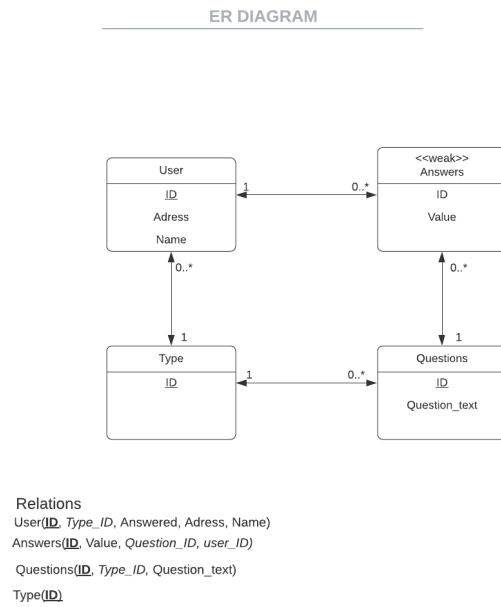 ER DIAGRAM
<<weak>>
User
Answers
ID
ID
1
0..*
Adress
Value
Name
0..*
0..*
1
1
Type
Questions
ID
1
0..*
ID
Question_text
Relations
User(ID, Type_ID, Answered, Adress, Name)
Answers(ID, Value, Question_ID, user_ID)
Questions(ID, Type_ID, Question_text)
Type(ID)